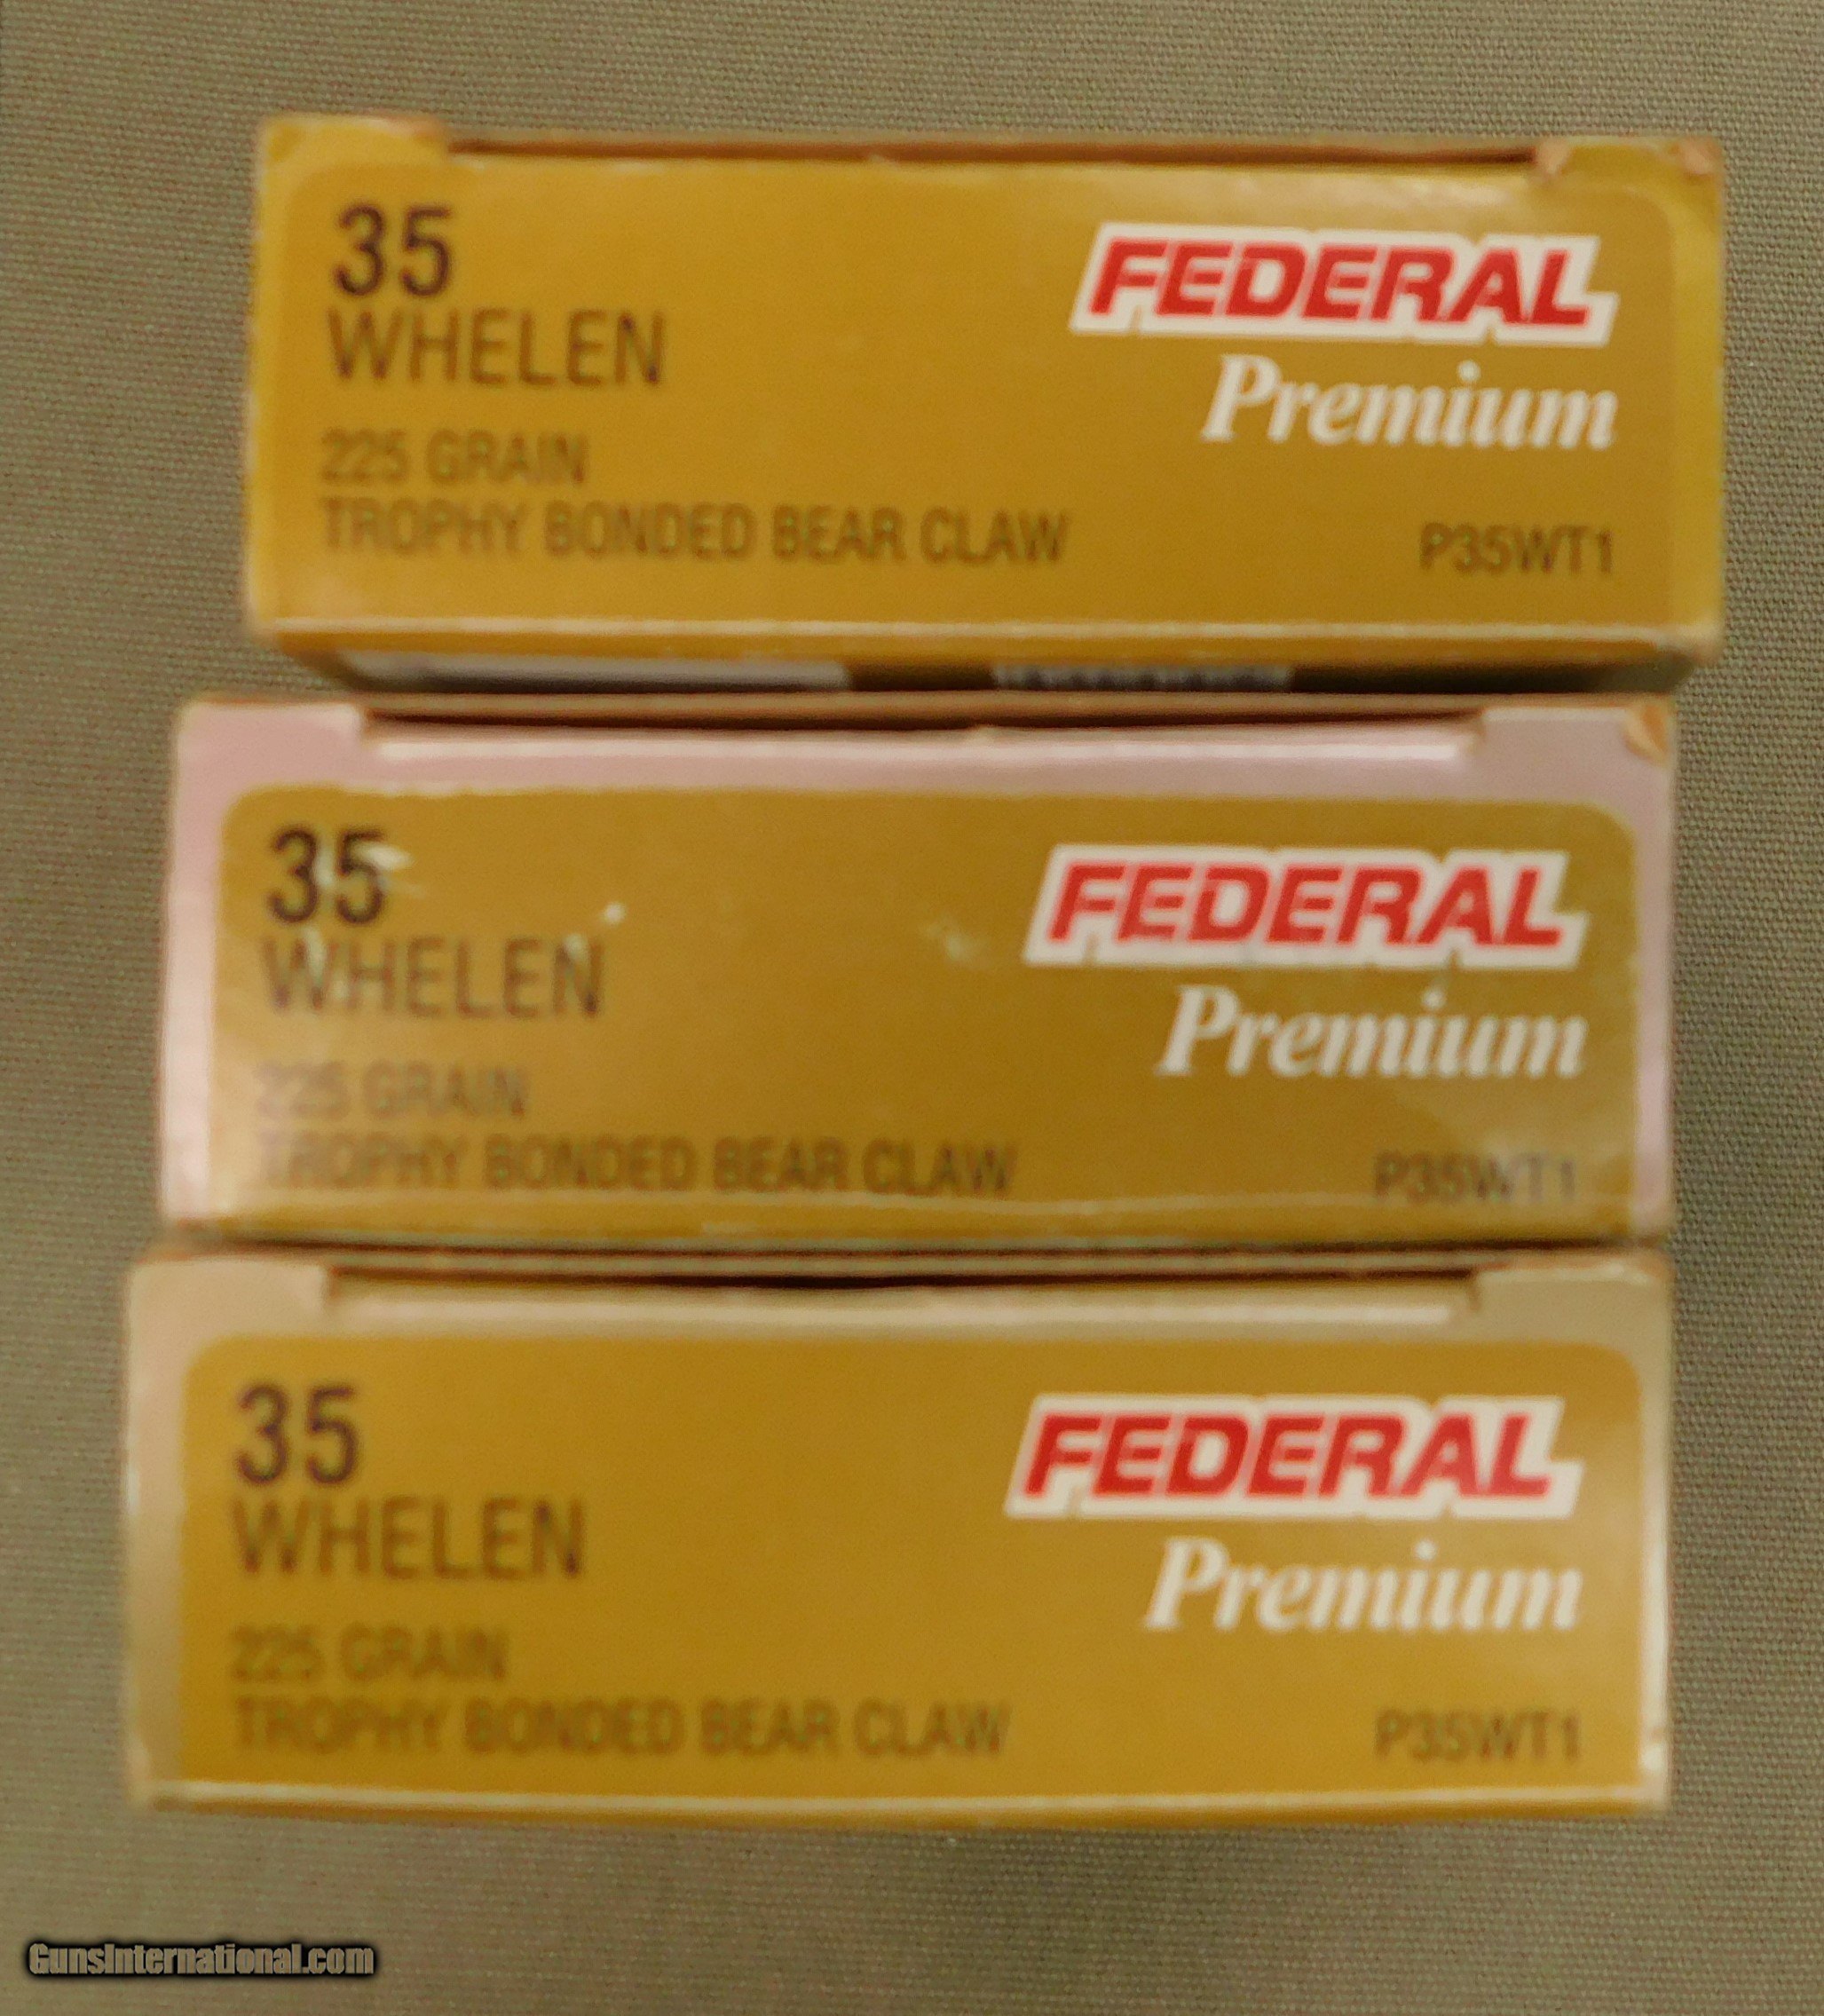 35
WHELEN
225 GRAIN
TROPHY BONDED BEAR CLAW
FEDERAL
Premium
P35WT1
35
WHELEN
225 GRAIN
TROPHY BONDED BEAR CLAW
FEDERAL
Premium
P35WT1
35
WHELEN
225 GRAIN
TROPHY BONDED BEAR CLAW
FEDERAL
Premium
P35WT1
GunsInternational.com